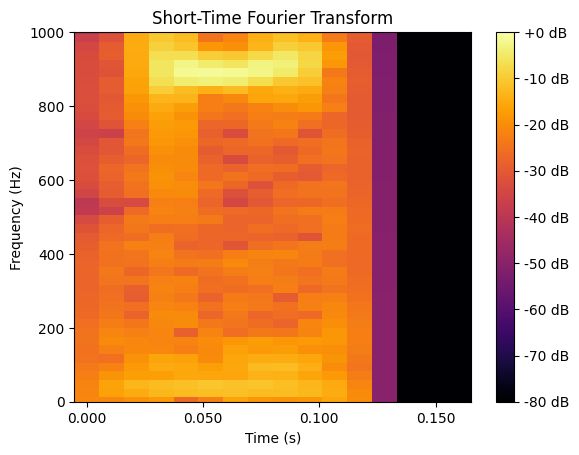 Short-Time Fourier Transform
1000
800
600
400
200
0
Frequency (Hz)
0.000
0.050
0.100
0.150
Time (s)
+0 dB
-10 dB
-20 dB
-30 dB
-40 dB
-50 dB
-60 dB
-70 dB
-80 dB